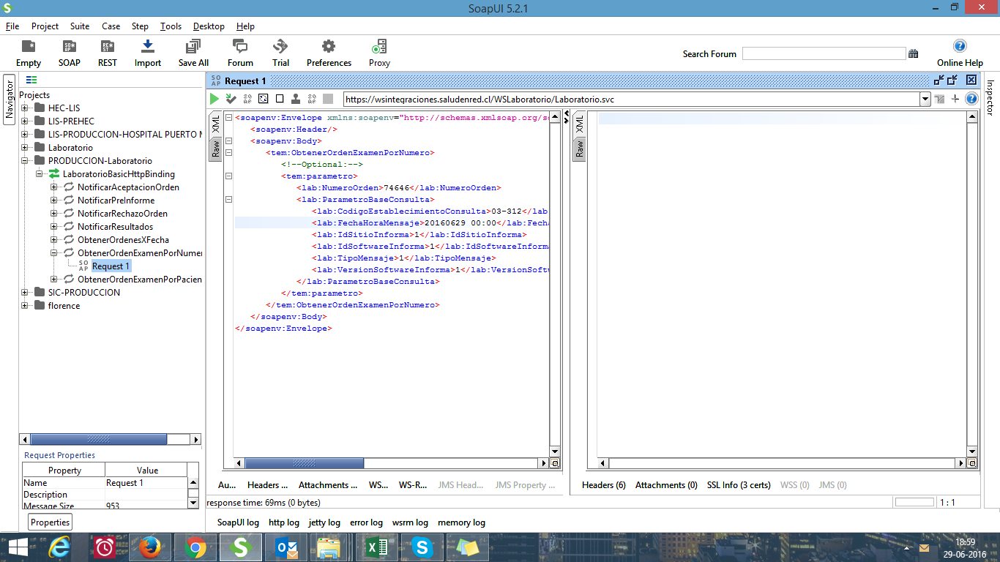 SoapUI 5.2.1
File Project Suite Case Step Tools Desktop Help
Empty SOAP REST Import Save All Forum Trial Preferences Proxy
Search Forum
Online Help
Navigator
Projects
HEC-LIS
LIS-PREHEC
LIS-PRODUCCION-HOSPITAL PUERTO M
Laboratorio
PRODUCCION-Laboratorio
LaboratorioBasicHttpBinding
NotificarAceptacionOrden
NotificarPreInforme
NotificarRechazoOrden
NotificarResultados
ObtenerOrdenesXFecha
ObtenerOrdenExamenPorNumer
Request 1
ObtenerOrdenExamenPorPacien
SIC-PRODUCCION
florence
Request Properties
Property Value
Name Request 1
Description
Message Size 953
Properties
Request 1
https://wsintegraciones.saludenred.cl/WSLaboratorio/Laboratorio.svc
XML
Raw
<soapenv:Envelope xmlns:soapenv="http://schemas.xmlsoap.org/so
<soapenv:Header/>
<soapenv:Body>
<tem:ObtenerOrdenExamenPorNumero>
<!--Optional:-->
<tem:parametro>
<lab:NumeroOrden>74646</lab:NumeroOrden>
<lab:ParametroBaseConsulta>
<lab:CodigoEstablecimientoConsulta>03-312</lab:
<lab:FechaHoraMensaje>20160629 00:00</lab:Fecha
<lab:IdSitioInforma>1</lab:IdSitioInforma>
<lab:IdSoftwareInforma>1</lab:IdSoftwareInforma
<lab:TipoMensaje>1</lab:TipoMensaje>
<lab:VersionSoftwareInforma>1</lab:VersionSoftw
</lab:ParametroBaseConsulta>
</tem:parametro>
</tem:ObtenerOrdenExamenPorNumero>
</soapenv:Body>
</soapenv:Envelope>
XML
Raw
Inspector
Au... Headers ... Attachments ... WS... WS-R... JMS Head... JMS Property ...
Headers (6) Attachments (0) SSL Info (3 certs) WSS (0) JMS (0)
response time: 69ms (0 bytes)
1 : 1
SoapUI log http log jetty log error log wsrm log memory log
18:59
29-06-2016